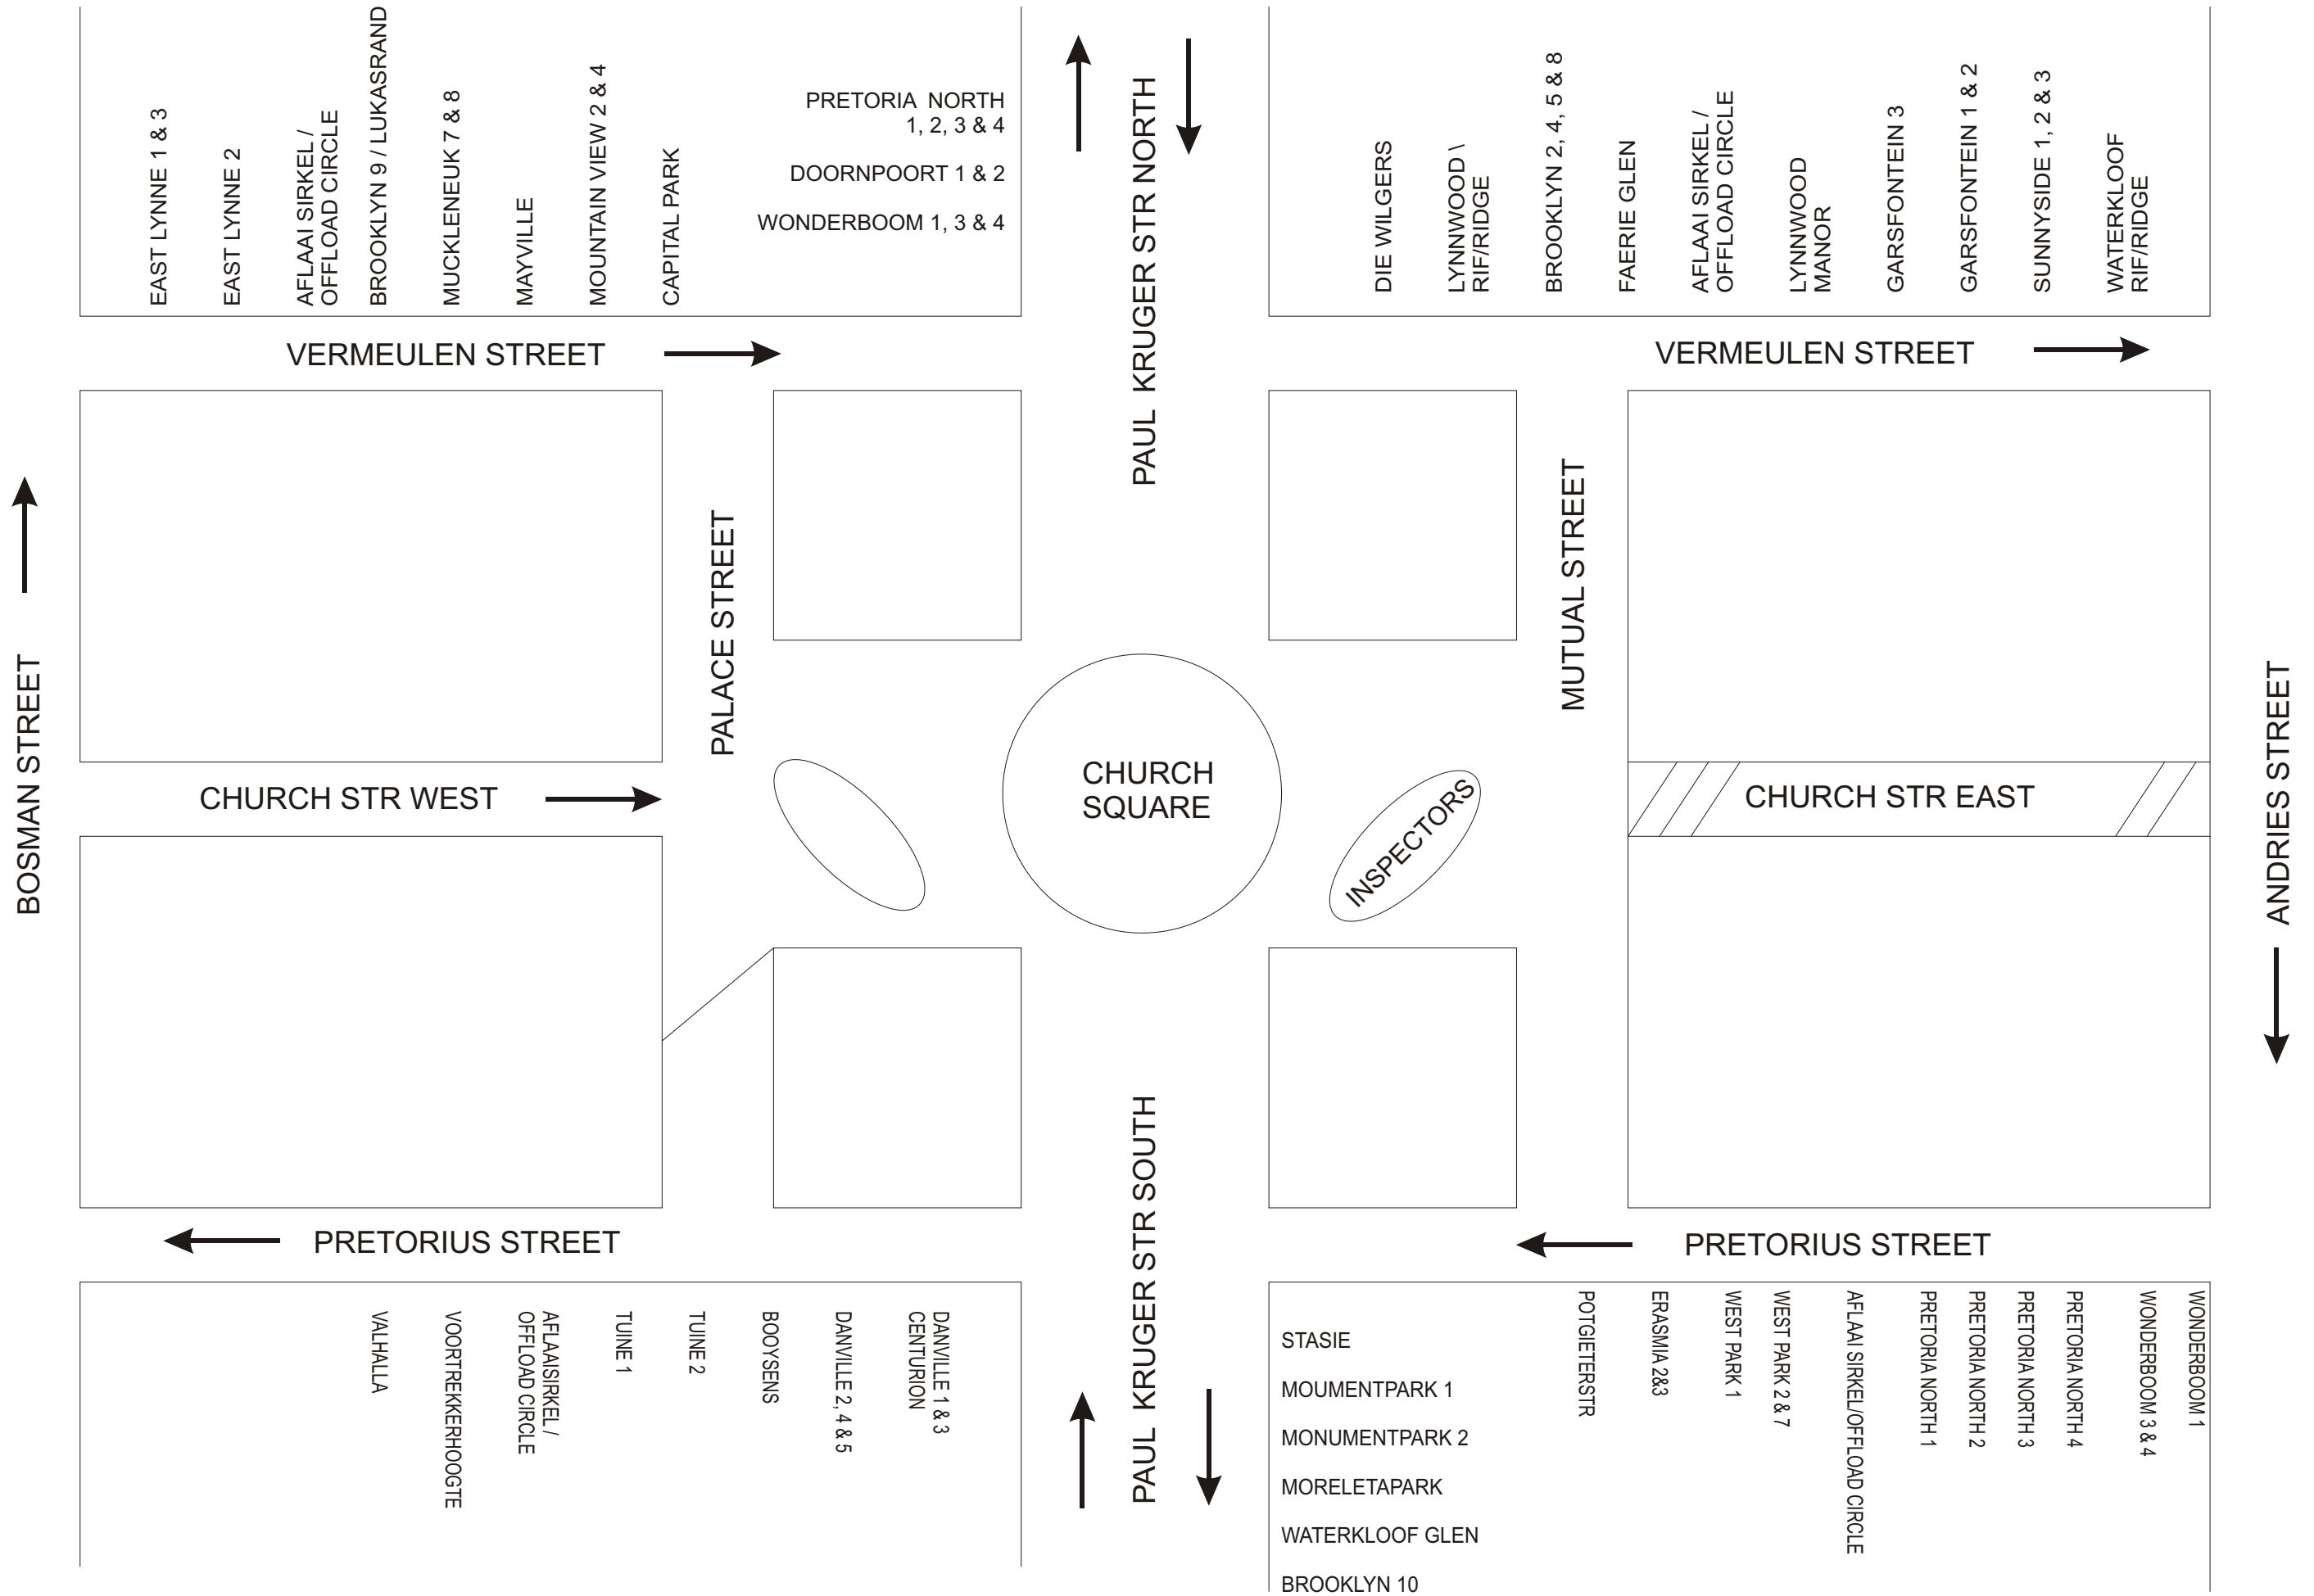 EAST LYNNE 1 & 3
EAST LYNNE 2
AFLAAI SIRKEL /
OFFLOAD CIRCLE
BROOKLYN 9 / LUKASRAND
MUCKLENEUK 7 & 8
MAYVILLE
MOUNTAIN VIEW 2 & 4
CAPITAL PARK
PRETORIA NORTH
1, 2, 3 & 4
DOORNPOORT 1 & 2
WONDERBOOM 1, 3 & 4
PAUL KRUGER STR NORTH
DIE WILGERS
LYNNWOOD \
RIF/RIDGE
BROOKLYN 2, 4, 5 & 8
FAERIE GLEN
AFLAAI SIRKEL /
OFFLOAD CIRCLE
LYNNWOOD
MANOR
GARSFONTEIN 3
GARSFONTEIN 1 & 2
SUNNYSIDE 1, 2 & 3
WATERKLOOF
RIF/RIDGE
VERMEULEN STREET
VERMEULEN STREET
BOSMAN STREET
PALACE STREET
MUTUAL STREET
ANDRIES STREET
CHURCH STR WEST
CHURCH
SQUARE
INSPECTORS
CHURCH STR EAST
PRETORIUS STREET
PAUL KRUGER STR SOUTH
PRETORIUS STREET
VALHALLA
VOORTREKKERHOOGTE
AFLAAISIRKEL /
OFFLOAD CIRCLE
TUINE 1
TUINE 2
BOOYSENS
DANVILLE 2, 4 & 5
DANVILLE 1 & 3
CENTURION
STASIE
MOUMENTPARK 1
MONUMENTPARK 2
MORELETAPARK
WATERKLOOF GLEN
BROOKLYN 10
POTGIETERSTR
ERASMIA 2&3
WEST PARK 1
WEST PARK 2 & 7
AFLAAI SIRKEL/OFFLOAD CIRCLE
PRETORIA NORTH 1
PRETORIA NORTH 2
PRETORIA NORTH 3
PRETORIA NORTH 4
WONDERBOOM 3 & 4
WONDERBOOM 1